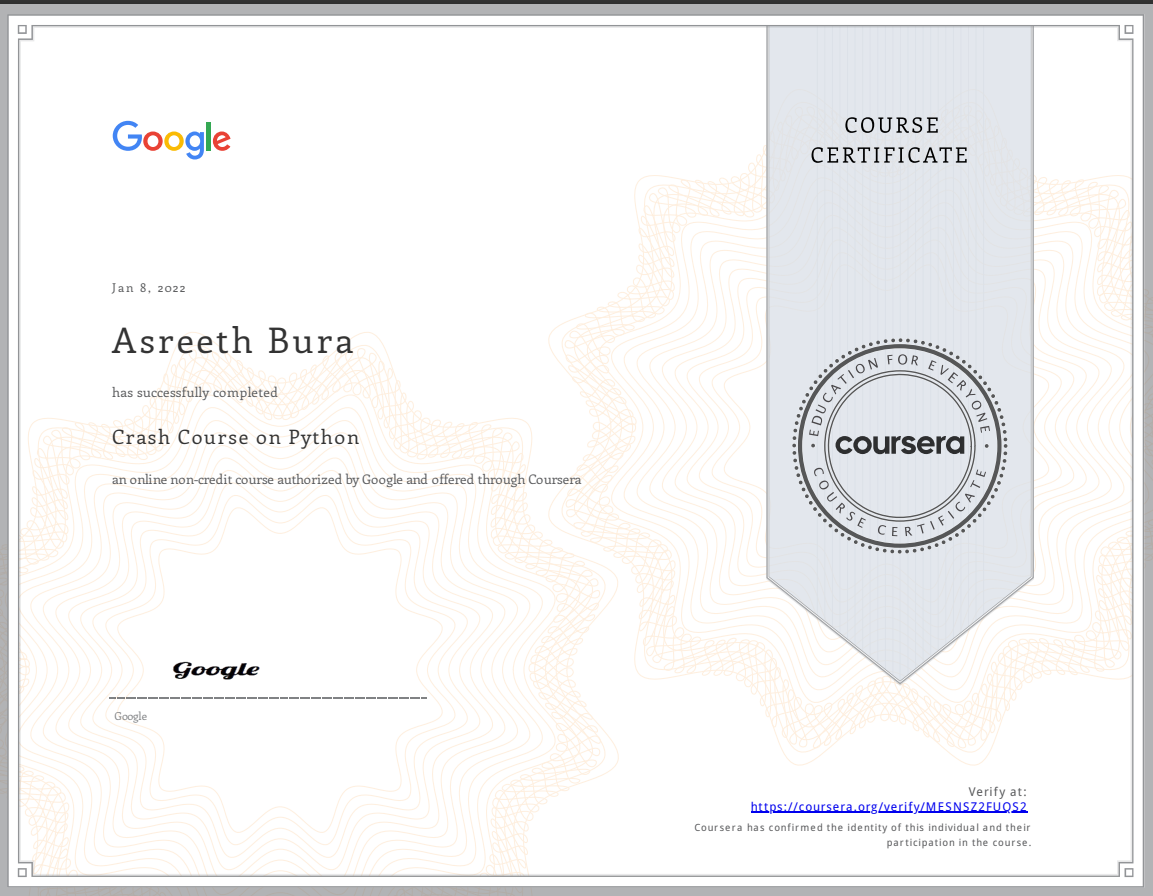 Google
COURSE
CERTIFICATE
Jan 8, 2022
Asreeth Bura
has successfully completed
Crash Course on Python
an online non-credit course authorized by Google and offered through Coursera
EDUCATION FOR EVERYONE
coursera
COURSE CERTIFICATE
Google
Google
Verify at:
https://coursera.org/verify/MESNSZ2FUQS2
Coursera has confirmed the identity of this individual and their
participation in the course.